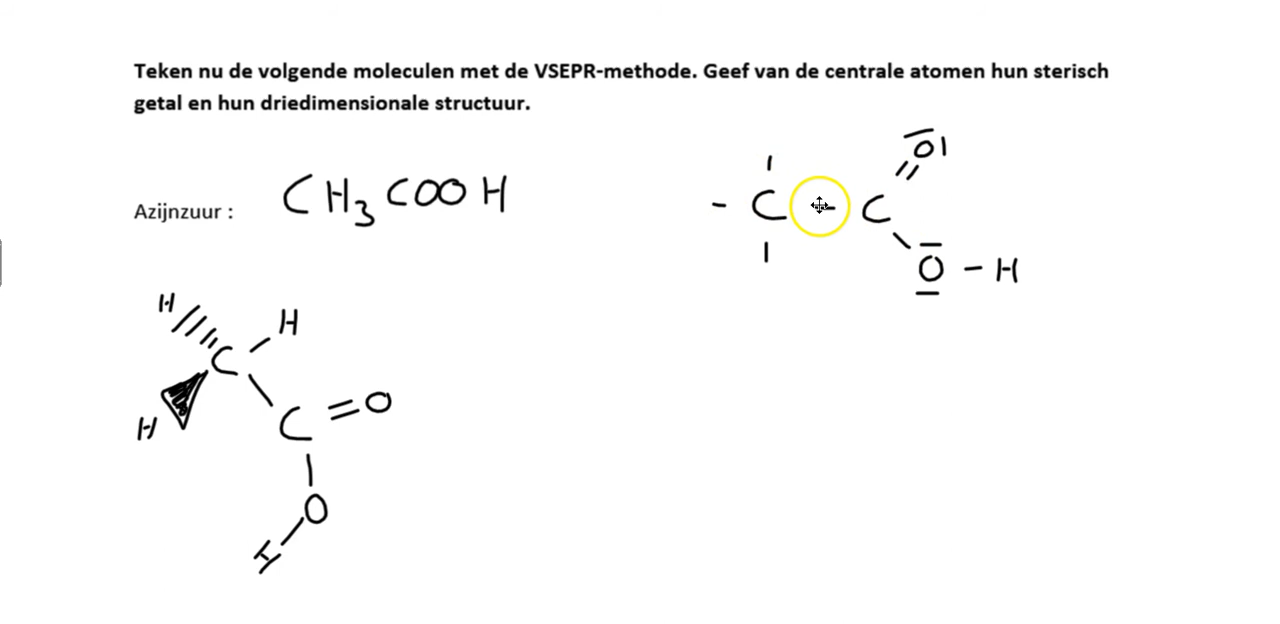 Teken nu de volgende moleculen met de VSEPR-methode. Geef van de centrale atomen hun sterisch
getal en hun driedimensionale structuur.
Azijnzuur : CH₃COOH
O
- C - C
O - H
H
H
C
C = O
H
O
H